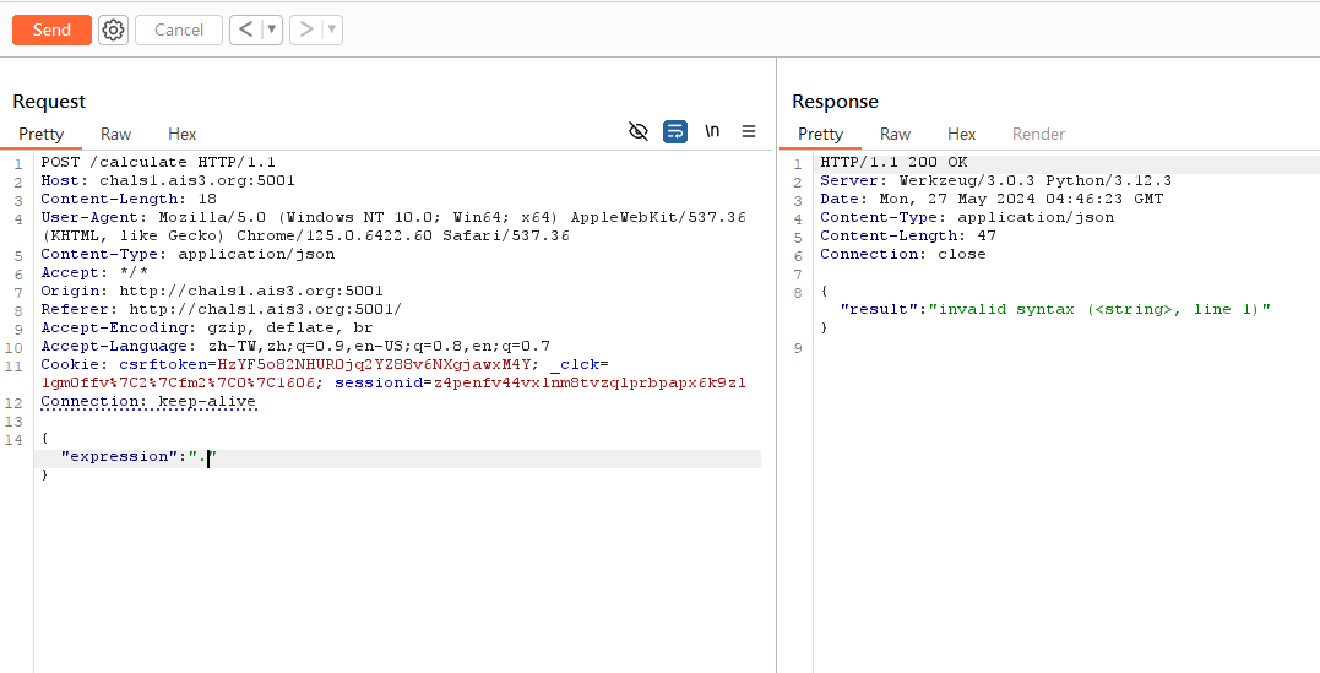 Send
Cancel
Request
Pretty Raw Hex
\n
1 POST /calculate HTTP/1.1
2 Host: chals1.ais3.org:5001
3 Content-Length: 18
4 User-Agent: Mozilla/5.0 (Windows NT 10.0; Win64; x64) AppleWebKit/537.36
(KHTML, like Gecko) Chrome/125.0.6422.60 Safari/537.36
5 Content-Type: application/json
6 Accept: */*
7 Origin: http://chals1.ais3.org:5001
8 Referer: http://chals1.ais3.org:5001/
9 Accept-Encoding: gzip, deflate, br
10 Accept-Language: zh-TW,zh;q=0.9,en-US;q=0.8,en;q=0.7
11 Cookie: csrftoken=HzYF5o82NHUR0jq2YZ88v6NXgjawxM4Y; _clck=
1gm0ffv%7C2%7Cfm2%7C0%7C1606; sessionid=z4penfv44vx1nm8tvzqlprbpapx6k9zl
12 Connection: keep-alive
13
14 {
"expression":"."
}
Response
Pretty Raw Hex Render
1 HTTP/1.1 200 OK
2 Server: Werkzeug/3.0.3 Python/3.12.3
3 Date: Mon, 27 May 2024 04:46:23 GMT
4 Content-Type: application/json
5 Content-Length: 47
6 Connection: close
7
8 {
"result":"invalid syntax (<string>, line 1)"
}
9